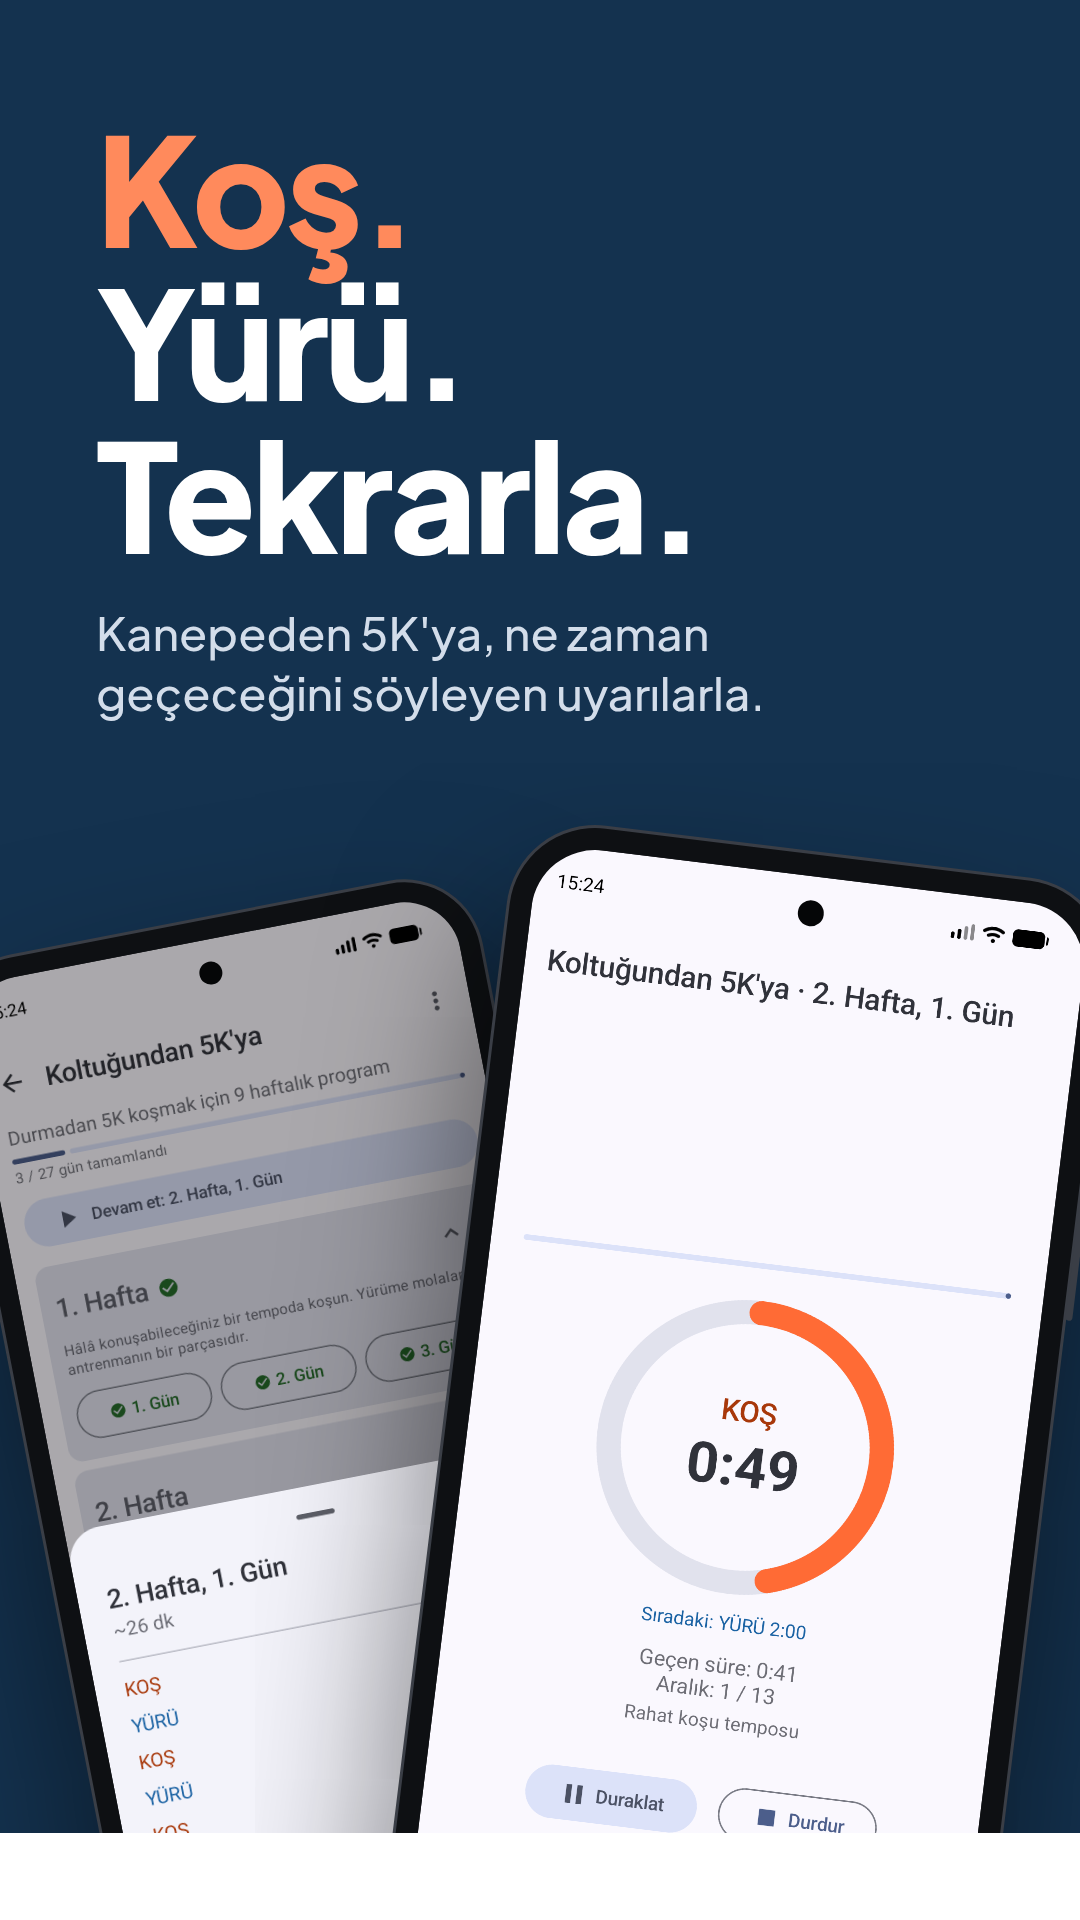 Koş.
Yürü.
Tekrarla.
Kanepeden 5K'ya, ne zaman
geçeceğini söyleyen uyarılarla.
5:24
Koltuğundan 5K'ya
Durmadan 5K koşmak için 9 haftalık program
3 / 27 gün tamamlandı
Devam et: 2. Hafta, 1. Gün
1. Hafta
Hâlâ konuşabileceğiniz bir tempoda koşun. Yürüme
antrenmanın bir parçasıdır.
1. Gün
2. Gün
3.
2. Hafta
2. Hafta, 1. Gün
~26 dk
KOŞ
YÜRÜ
KOŞ
YÜRÜ
KOŞ
15:24
Koltuğundan 5K'ya · 2. Hafta, 1. Gün
KOŞ
0:49
Sıradaki: YÜRÜ 2:00
Geçen süre: 0:41
Aralık: 1 / 13
Rahat koşu temposu
Duraklat
Durdur